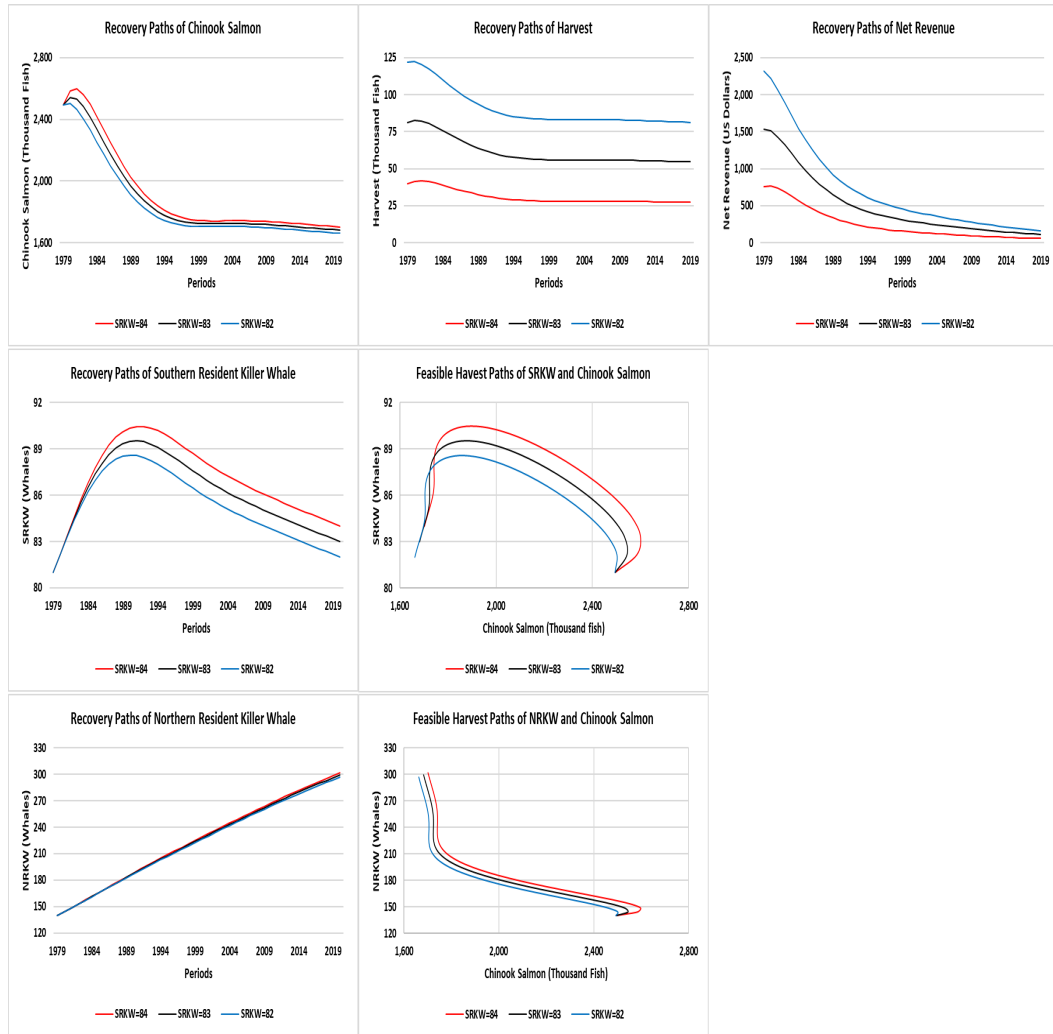 Recovery Paths of Chinook Salmon
Chinook Salmon (Thousand Fish)
2,800
2,400
2,000
1,600
1979 1984 1989 1994 1999 2004 2009 2014 2019
Periods
SRKW=84 SRKW=83 SRKW=82
Recovery Paths of Harvest
Harvest (Thousand Fish)
125
100
75
50
25
0
1979 1984 1989 1994 1999 2004 2009 2014 2019
Periods
SRKW=84 SRKW=83 SRKW=82
Recovery Paths of Net Revenue
Net Revenue (US Dollars)
2,500
2,000
1,500
1,000
500
0
1979 1984 1989 1994 1999 2004 2009 2014 2019
Periods
SRKW=84 SRKW=83 SRKW=82
Recovery Paths of Southern Resident Killer Whale
SRKW (Whales)
92
89
86
83
80
1979 1984 1989 1994 1999 2004 2009 2014 2019
Periods
SRKW=84 SRKW=83 SRKW=82
Feasible Havest Paths of SRKW and Chinook Salmon
SRKW (Whales)
92
89
86
83
80
1,600 2,000 2,400 2,800
Chinook Salmon (Thousand fish)
SRKW=84 SRKW=83 SRKW=82
Recovery Paths of Northern Resident Killer Whale
NRKW (Whales)
330
300
270
240
210
180
150
120
1979 1984 1989 1994 1999 2004 2009 2014 2019
Periods
SRKW=84 SRKW=83 SRKW=82
Feasible Harvest Paths of NRKW and Chinook Salmon
NRKW (Whales)
330
300
270
240
210
180
150
120
1,600 2,000 2,400 2,800
Chinook Salmon (Thousand Fish)
SRKW=84 SRKW=83 SRKW=82